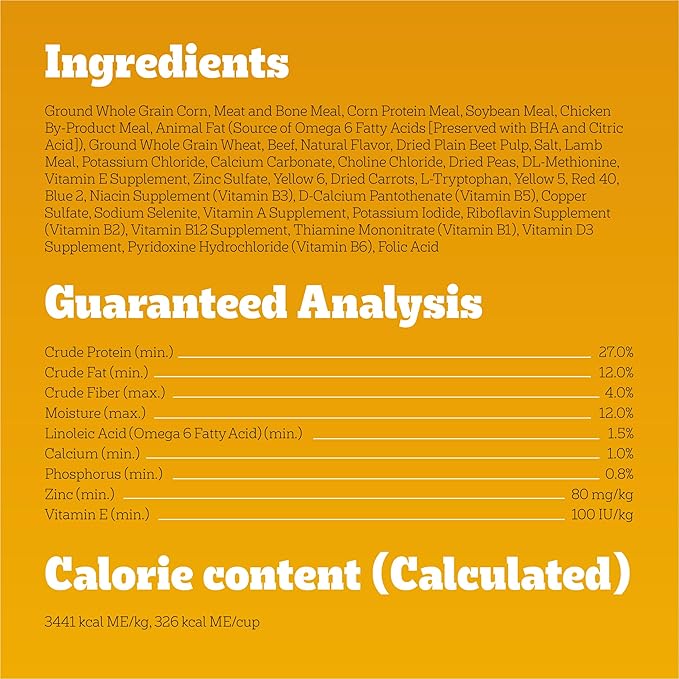 Ingredients
Ground Whole Grain Corn, Meat and Bone Meal, Corn Protein Meal, Soybean Meal, Chicken
By-Product Meal, Animal Fat (Source of Omega 6 Fatty Acids [Preserved with BHA and Citric
Acid]), Ground Whole Grain Wheat, Beef, Natural Flavor, Dried Plain Beet Pulp, Salt, Lamb
Meal, Potassium Chloride, Calcium Carbonate, Choline Chloride, Dried Peas, DL-Methionine,
Vitamin E Supplement, Zinc Sulfate, Yellow 6, Dried Carrots, L-Tryptophan, Yellow 5, Red 40,
Blue 2, Niacin Supplement (Vitamin B3), D-Calcium Pantothenate (Vitamin B5), Copper
Sulfate, Sodium Selenite, Vitamin A Supplement, Potassium Iodide, Riboflavin Supplement
(Vitamin B2), Vitamin B12 Supplement, Thiamine Mononitrate (Vitamin B1), Vitamin D3
Supplement, Pyridoxine Hydrochloride (Vitamin B6), Folic Acid
Guaranteed Analysis
Crude Protein (min.) 27.0%
Crude Fat (min.) 12.0%
Crude Fiber (max.) 4.0%
Moisture (max.) 12.0%
Linoleic Acid (Omega 6 Fatty Acid) (min.) 1.5%
Calcium (min.) 1.0%
Phosphorus (min.) 0.8%
Zinc (min.) 80 mg/kg
Vitamin E (min.) 100 IU/kg
Calorie content (Calculated)
3441 kcal ME/kg, 326 kcal ME/cup